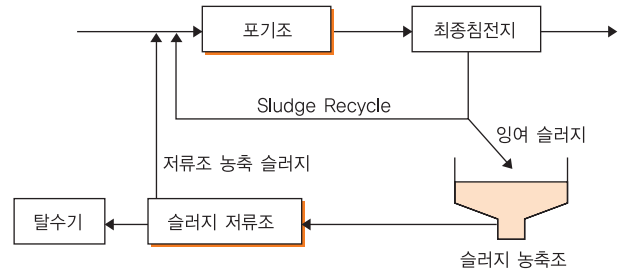 포기조
최종침전지
Sludge Recycle
잉여 슬러지
저류조 농축 슬러지
탈수기
슬러지 저류조
슬러지 농축조